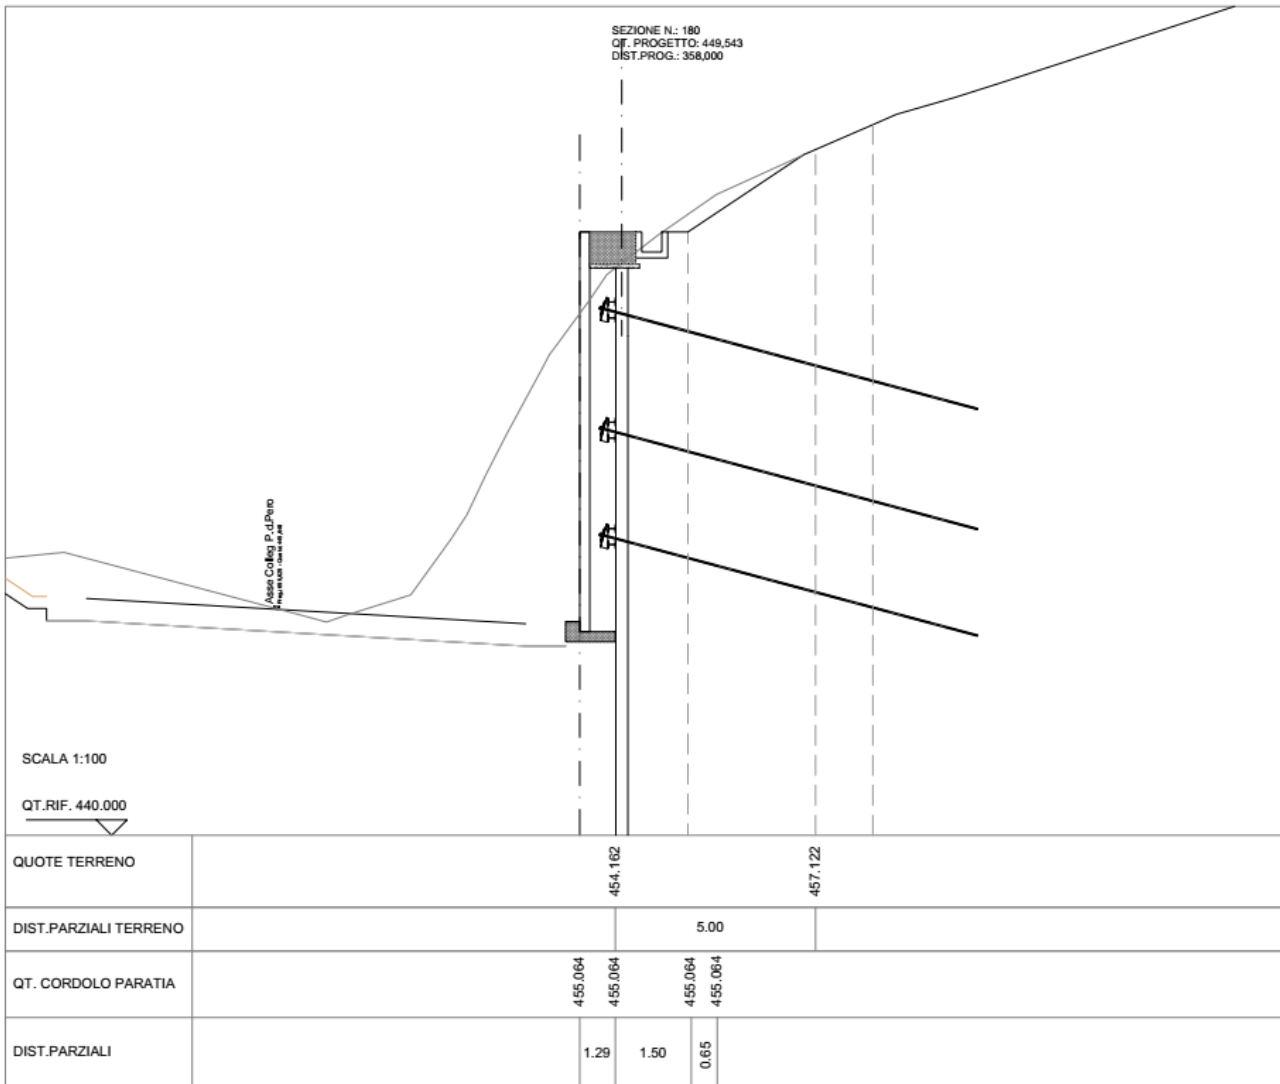 SEZIONE N.: 180
QT. PROGETTO: 449,543
DIST.PROG.: 358,000
Asse Colleg P.d.Pero
SCALA 1:100
QT.RIF. 440.000
QUOTE TERRENO
454.162
457.122
DIST.PARZIALI TERRENO
5.00
QT. CORDOLO PARATIA
455.064
455.064
455.064
455.064
DIST.PARZIALI
1.29
1.50
0.65